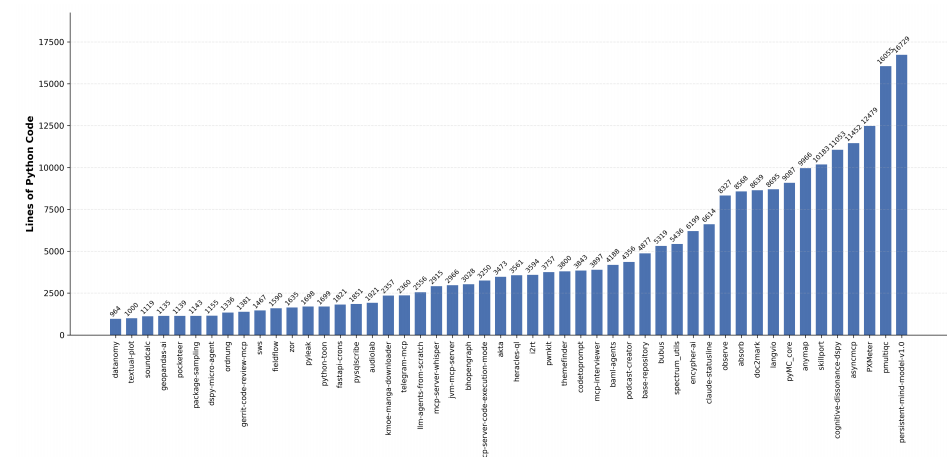 Lines of Python Code
17500
15000
12500
10000
7500
5000
2500
0
964
1000
1119
1135
1139
1143
1155
1336
1381
1467
1590
1635
1698
1699
1821
1851
1921
2357
2360
2556
2915
2966
3028
3250
3473
3561
3594
3757
3800
3843
3897
4188
4356
4877
5319
5436
6199
6614
8327
8568
8639
8695
9087
9966
10183
11053
11452
12479
16055
16729
datanomy
textual-plot
soundcalc
geopandas-ai
pocketeer
package-sampling
dspy-micro-agent
ordnung
gerrit-code-review-mcp
sws
fiedflow
zor
pyleak
python-toon
fastapi-crons
pysqlscribe
audiolab
kmoe-manga-downloader
telegram-mcp
llm-agents-from-scratch
mcp-server-whisper
jvm-mcp-server
bhopengraph
cp-server-code-execution-mode
akta
heracles-ql
i2rt
pwnkit
themefinder
codetoprompt
mcp-interviewer
baml-agents
podcast-creator
base-repository
bubus
spectrum_utils
encypher-ai
claude-statusline
observe
absorb
doc2mark
langvio
pyMC_core
anymap
skillport
cognitive-dissonance-dspy
asyncmcp
PXMeter
pmultiqc
persistent-mind-model-v1.0